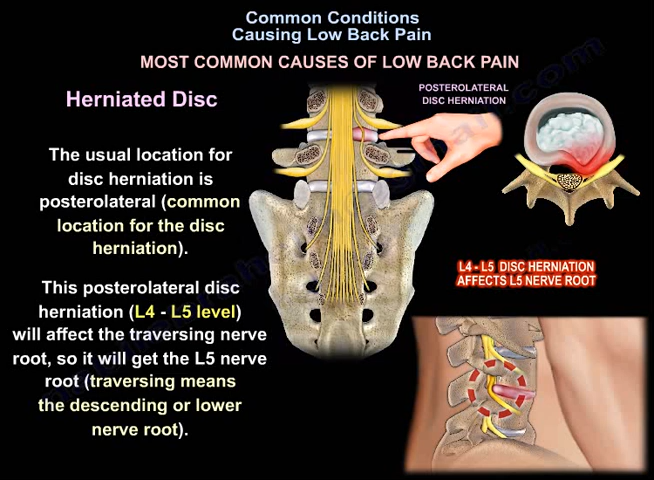 Common Conditions
Causing Low Back Pain
MOST COMMON CAUSES OF LOW BACK PAIN
Herniated Disc
POSTEROLATERAL
DISC HERNIATION
The usual location for
disc herniation is
posterolateral (common
location for the disc
herniation).
L4 - L5 DISC HERNIATION
AFFECTS L5 NERVE ROOT
This posterolateral disc
herniation (L4 - L5 level)
will affect the traversing nerve
root, so it will get the L5 nerve
root (traversing means
the descending or lower
nerve root).